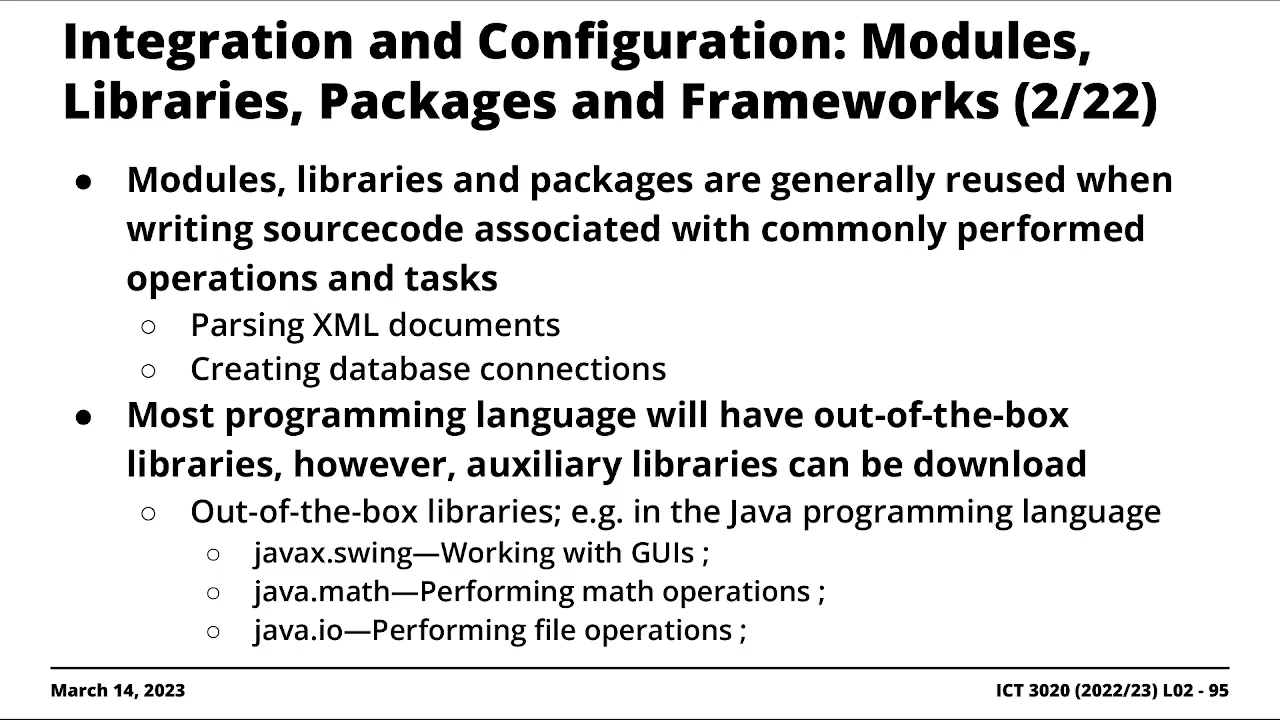 Integration and Configuration: Modules,
Libraries, Packages and Frameworks (2/22)
● Modules, libraries and packages are generally reused when
writing sourcecode associated with commonly performed
operations and tasks
○ Parsing XML documents
○ Creating database connections
● Most programming language will have out-of-the-box
libraries, however, auxiliary libraries can be download
○ Out-of-the-box libraries; e.g. in the Java programming language
○ javax.swing—Working with GUIs ;
○ java.math—Performing math operations ;
○ java.io—Performing file operations ;
March 14, 2023
ICT 3020 (2022/23) L02 - 95